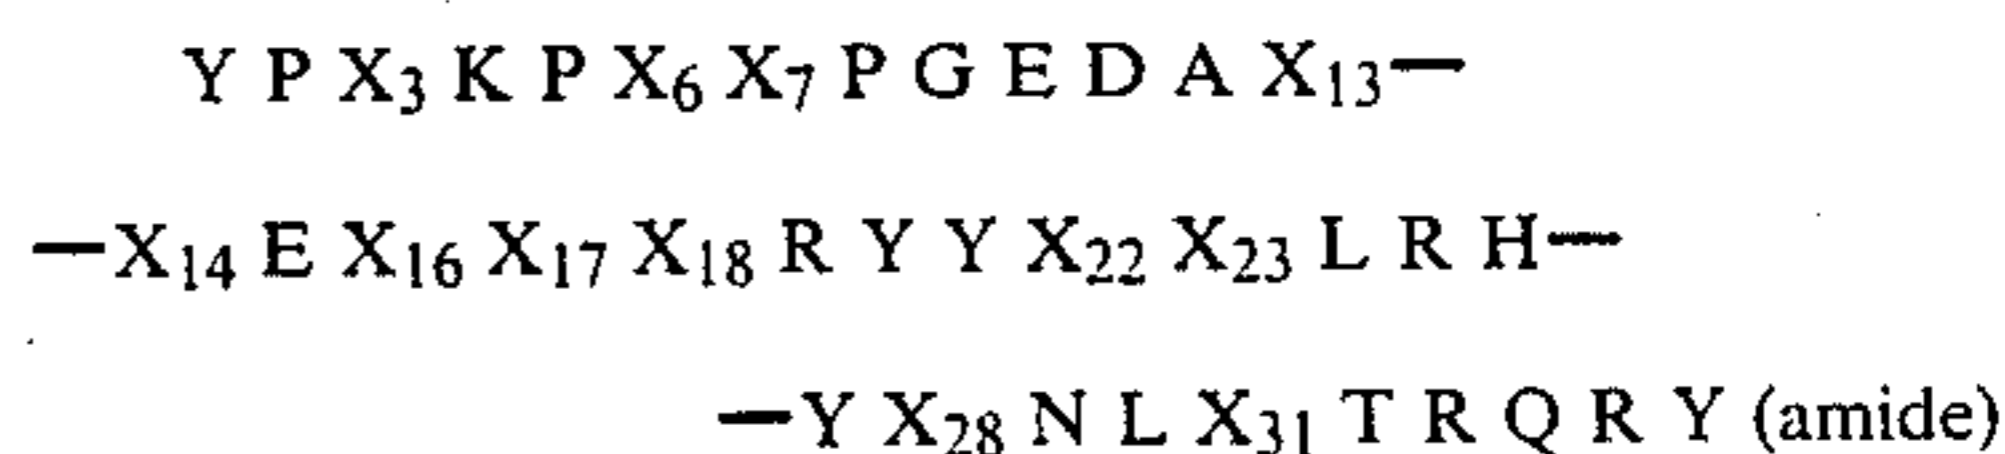 Y P X₃ K P X₆ X₇ P G E D A X₁₃—
—X₁₄ E X₁₆ X₁₇ X₁₈ R Y Y X₂₂ X₂₃ L R H—
—Y X₂₈ N L X₃₁ T R Q R Y (amide)